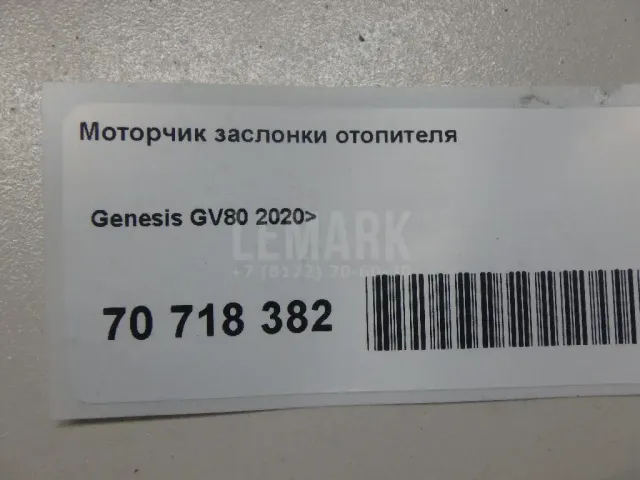 Моторчик заслонки отопителя
Genesis GV80 2020>
LEMARK
70 718 382